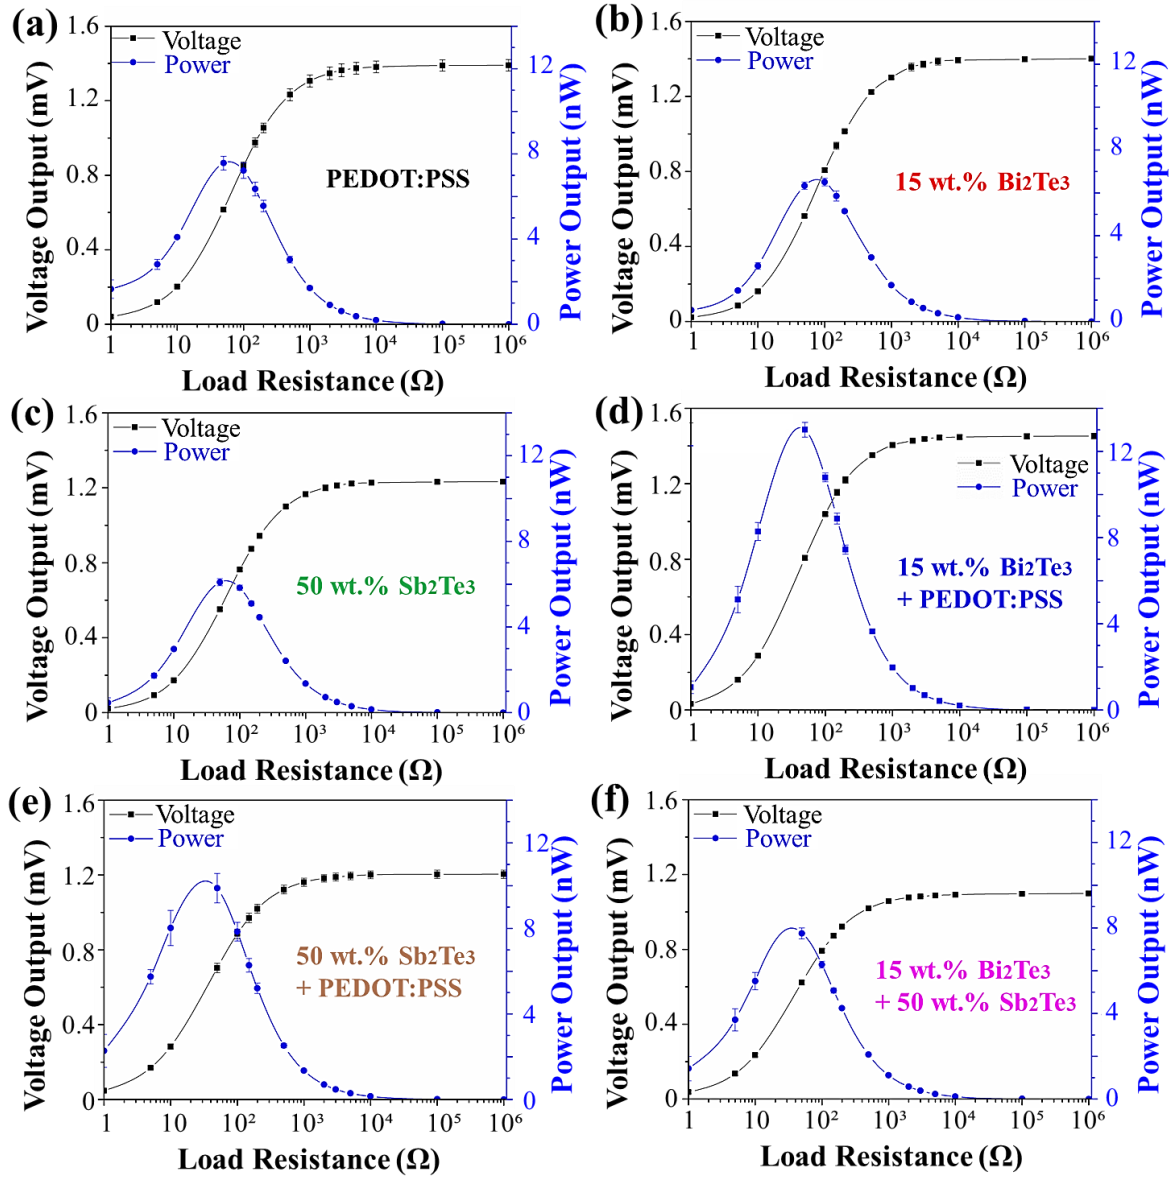 (a)
1.6
1.2
0.8
0.4
0
Voltage Output (mV)
Voltage
Power
PEDOT:PSS
12
8
4
0
Power Output (nW)
1 10 10² 10³ 10⁴ 10⁵ 10⁶
Load Resistance (Ω)
(b)
1.6
1.2
0.8
0.4
0
Voltage Output (mV)
Voltage
Power
15 wt.% Bi2Te3
12
8
4
0
Power Output (nW)
1 10 10² 10³ 10⁴ 10⁵ 10⁶
Load Resistance (Ω)
(c)
1.6
1.2
0.8
0.4
0
Voltage Output (mV)
Voltage
Power
50 wt.% Sb2Te3
12
8
4
0
Power Output (nW)
1 10 10² 10³ 10⁴ 10⁵ 10⁶
Load Resistance (Ω)
(d)
1.6
1.2
0.8
0.4
0
Voltage Output (mV)
Voltage
Power
15 wt.% Bi2Te3
+ PEDOT:PSS
12
8
4
0
Power Output (nW)
1 10 10² 10³ 10⁴ 10⁵ 10⁶
Load Resistance (Ω)
(e)
1.6
1.2
0.8
0.4
0
Voltage Output (mV)
Voltage
Power
50 wt.% Sb2Te3
+ PEDOT:PSS
12
8
4
0
Power Output (nW)
1 10 10² 10³ 10⁴ 10⁵ 10⁶
Load Resistance (Ω)
(f)
1.6
1.2
0.8
0.4
0
Voltage Output (mV)
Voltage
Power
15 wt.% Bi2Te3
+ 50 wt.% Sb2Te3
12
8
4
0
Power Output (nW)
1 10 10² 10³ 10⁴ 10⁵ 10⁶
Load Resistance (Ω)